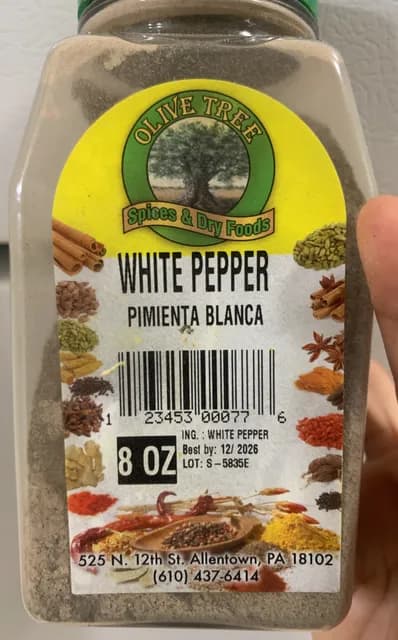 OLIVE TREE
Spices & Dry Foods
WHITE PEPPER
PIMIENTA BLANCA
1 23453 00077 6
8 OZ
ING. : WHITE PEPPER
Best by: 12/ 2026
LOT: S-5835E
525 N. 12th St. Allentown, PA 18102
(610) 437-6414